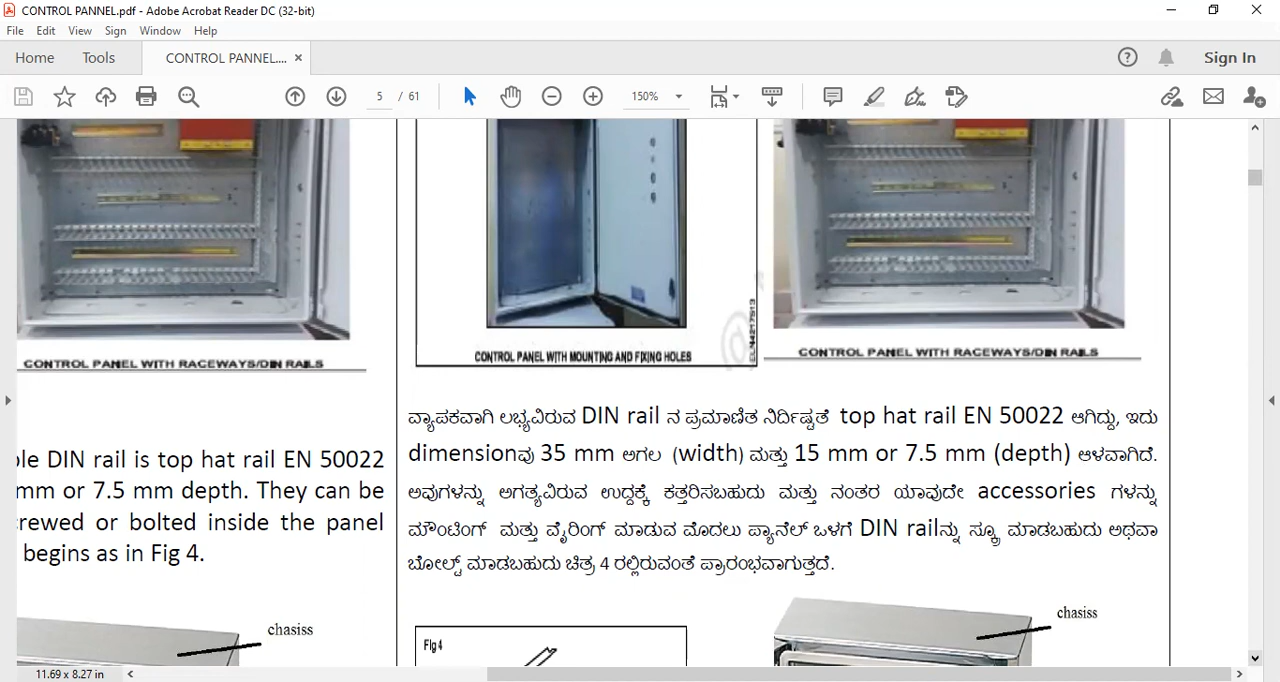 CONTROL PANNEL.pdf - Adobe Acrobat Reader DC (32-bit)
File Edit View Sign Window Help
Home Tools CONTROL PANNEL.... × Sign In
5 / 61 150%
CONTROL PANEL WITH RACEWAYS/DIN RAILS
CONTROL PANEL WITH MOUNTING AND FIXING HOLES
CONTROL PANEL WITH RACEWAYS/DIN RAILS
le DIN rail is top hat rail EN 50022
mm or 7.5 mm depth. They can be
rewed or bolted inside the panel
begins as in Fig 4.
chasiss
ವ್ಯಾಪಕವಾಗಿ ಲಭ್ಯವಿರುವ DIN rail ನ ಪ್ರಮಾಣಿತ ನಿರ್ದಿಷ್ಟತೆ top hat rail EN 50022 ಆಗಿದ್ದು, ಇದು
dimensionವು 35 mm ಅಗಲ (width) ಮತ್ತು 15 mm or 7.5 mm (depth) ಆಳವಾಗಿದೆ.
ಅವುಗಳನ್ನು ಅಗತ್ಯವಿರುವ ಉದ್ದಕ್ಕೆ ಕತ್ತರಿಸಬಹುದು ಮತ್ತು ನಂತರ ಯಾವುದೇ accessories ಗಳನ್ನು
ಮೌಂಟಿಂಗ್ ಮತ್ತು ವೈರಿಂಗ್ ಮಾಡುವ ಮೊದಲು ಪ್ಯಾನೆಲ್ ಒಳಗೆ DIN railನ್ನು ಸ್ಕ್ರೂ ಮಾಡಬಹುದು ಅಥವಾ
ಬೋಲ್ಟ್ ಮಾಡಬಹುದು ಚಿತ್ರ 4 ರಲ್ಲಿರುವಂತೆ ಪ್ರಾರಂಭವಾಗುತ್ತದೆ.
Fig 4
chasiss
11.69 x 8.27 in